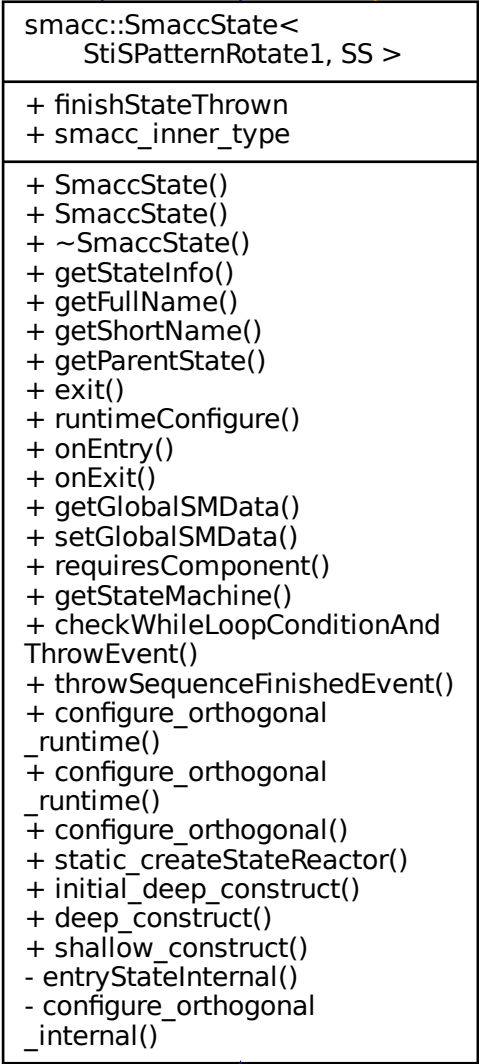 smacc::SmaccState<
StiSPatternRotate1, SS >
+ finishStateThrown
+ smacc_inner_type
+ SmaccState()
+ SmaccState()
+ ~SmaccState()
+ getStateInfo()
+ getFullName()
+ getShortName()
+ getParentState()
+ exit()
+ runtimeConfigure()
+ onEntry()
+ onExit()
+ getGlobalSMData()
+ setGlobalSMData()
+ requiresComponent()
+ getStateMachine()
+ checkWhileLoopConditionAnd
ThrowEvent()
+ throwSequenceFinishedEvent()
+ configure_orthogonal
_runtime()
+ configure_orthogonal
_runtime()
+ configure_orthogonal()
+ static_createStateReactor()
+ initial_deep_construct()
+ deep_construct()
+ shallow_construct()
- entryStateInternal()
- configure_orthogonal
_internal()